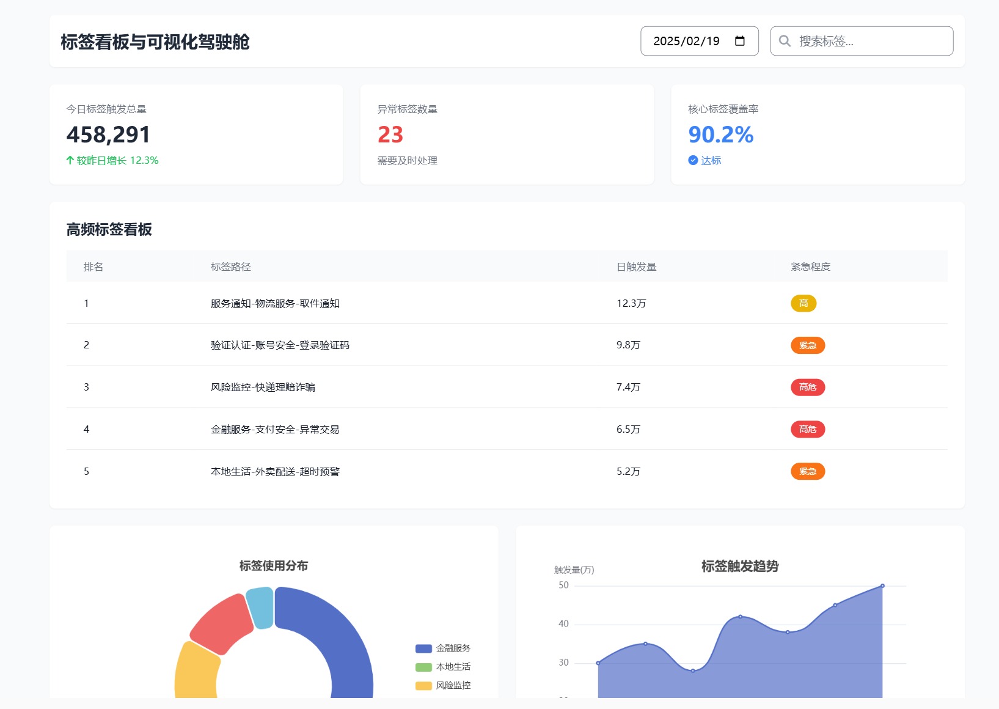 标签看板与可视化驾驶舱
2025/02/19
搜索标签...
今日标签触发总量
458,291
较昨日增长 12.3%
异常标签数量
23
需要及时处理
核心标签覆盖率
90.2%
达标
高频标签看板
排名 标签路径 日触发量 紧急程度
1 服务通知-物流服务-取件通知 12.3万 高
2 验证认证-账号安全-登录验证码 9.8万 紧急
3 风险监控-快递理赔诈骗 7.4万 高危
4 金融服务-支付安全-异常交易 6.5万 高危
5 本地生活-外卖配送-超时预警 5.2万 紧急
标签使用分布
金融服务
本地生活
风险监控
标签触发趋势
触发量(万)
50
40
30